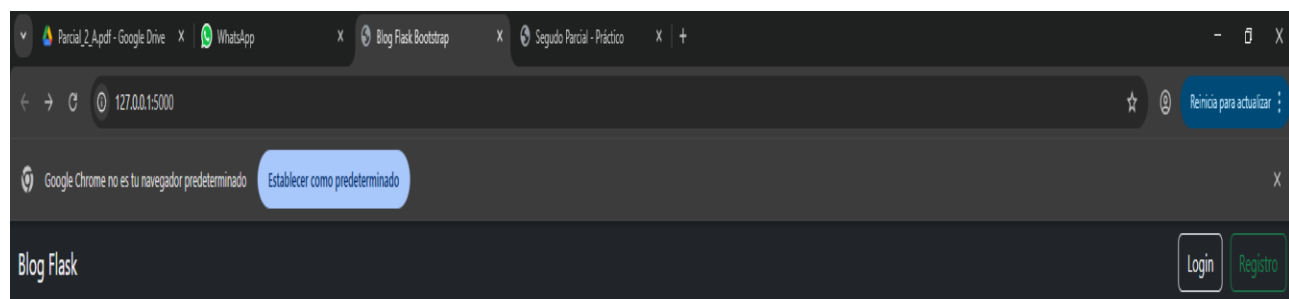 Parcial_2_A.pdf - Google Drive WhatsApp Blog Flask Bootstrap Segudo Parcial - Práctico
127.0.0.1:5000 Reinicia para actualizar
Google Chrome no es tu navegador predeterminado Establecer como predeterminado
Blog Flask Login Registro